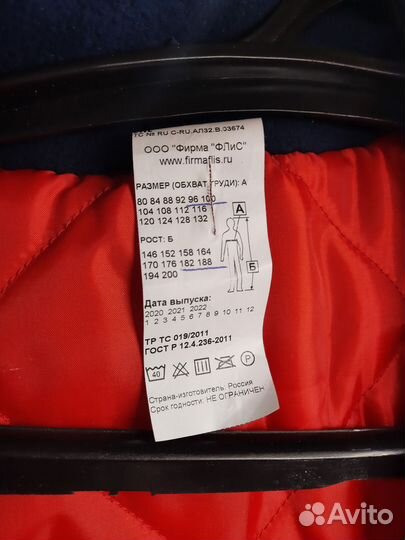 ТС № RU C-RU.АЛ32.В.03674
ООО "Фирма "ФЛиС"
www.firmaflis.ru
РАЗМЕР (ОБХВАТ ГРУДИ): А
80 84 88 92 96 100
104 108 112 116
120 124 128 132
А
РОСТ: Б
146 152 158 164
170 176 182 188
194 200
Б
Дата выпуска:
2020 2021 2022
1 2 3 4 5 6 7 8 9 10 11 12
ТР ТС 019/2011
ГОСТ Р 12.4.236-2011
40 P
Страна-изготовитель: Россия
Срок годности: НЕ ОГРАНИЧЕН
Avito